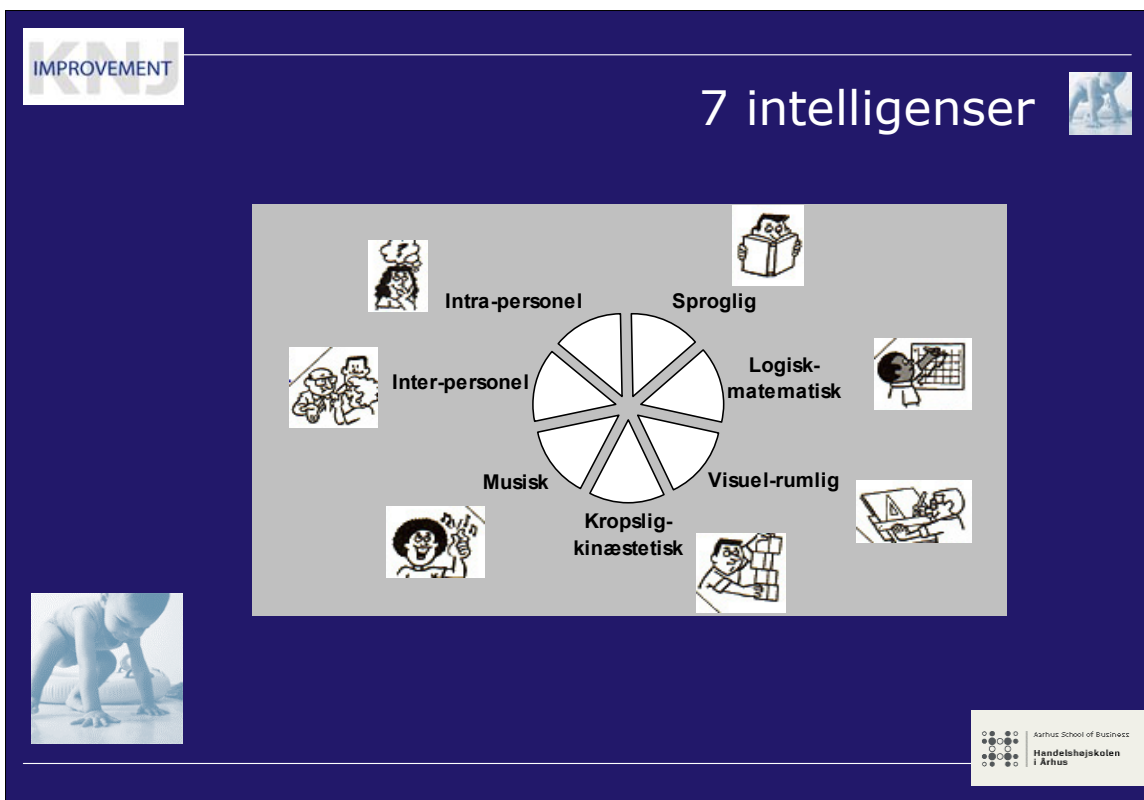 KNJ
IMPROVEMENT
7 intelligenser
Intra-personel
Sproglig
Inter-personel
Logisk-
matematisk
Musisk
Visuel-rumlig
Kropslig-
kinæstetisk
Aarhus School of Business
Handelshøjskolen
i Århus